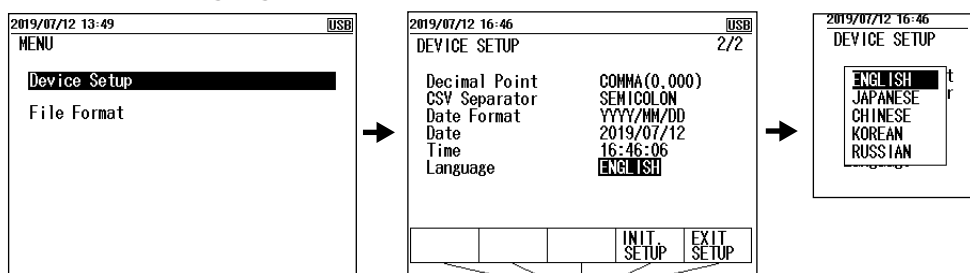 2019/07/12 13:49 USB
MENU
Device Setup
File Format
2019/07/12 16:46 USB
DEVICE SETUP 2/2
Decimal Point COMMA(0,000)
CSV Separator SEMICOLON
Date Format YYYY/MM/DD
Date 2019/07/12
Time 16:46:06
Language ENGLISH
INIT. SETUP EXIT SETUP
2019/07/12 16:46
DEVICE SETUP
ENGLISH t
JAPANESE r
CHINESE
KOREAN
RUSSIAN